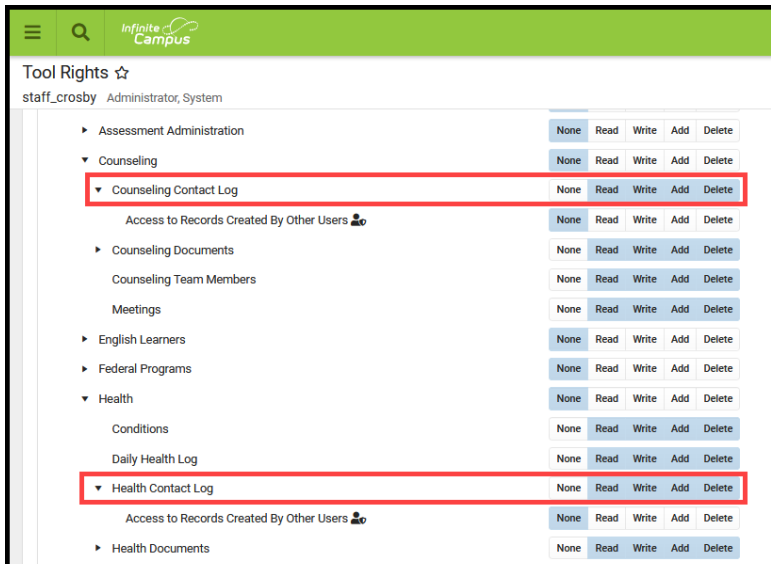 Infinite
Campus
Tool Rights
staff_crosby Administrator, System
Assessment Administration None Read Write Add Delete
Counseling None Read Write Add Delete
Counseling Contact Log None Read Write Add Delete
Access to Records Created By Other Users None Read Write Add Delete
Counseling Documents None Read Write Add Delete
Counseling Team Members None Read Write Add Delete
Meetings None Read Write Add Delete
English Learners None Read Write Add Delete
Federal Programs None Read Write Add Delete
Health None Read Write Add Delete
Conditions None Read Write Add Delete
Daily Health Log None Read Write Add Delete
Health Contact Log None Read Write Add Delete
Access to Records Created By Other Users None Read Write Add Delete
Health Documents None Read Write Add Delete